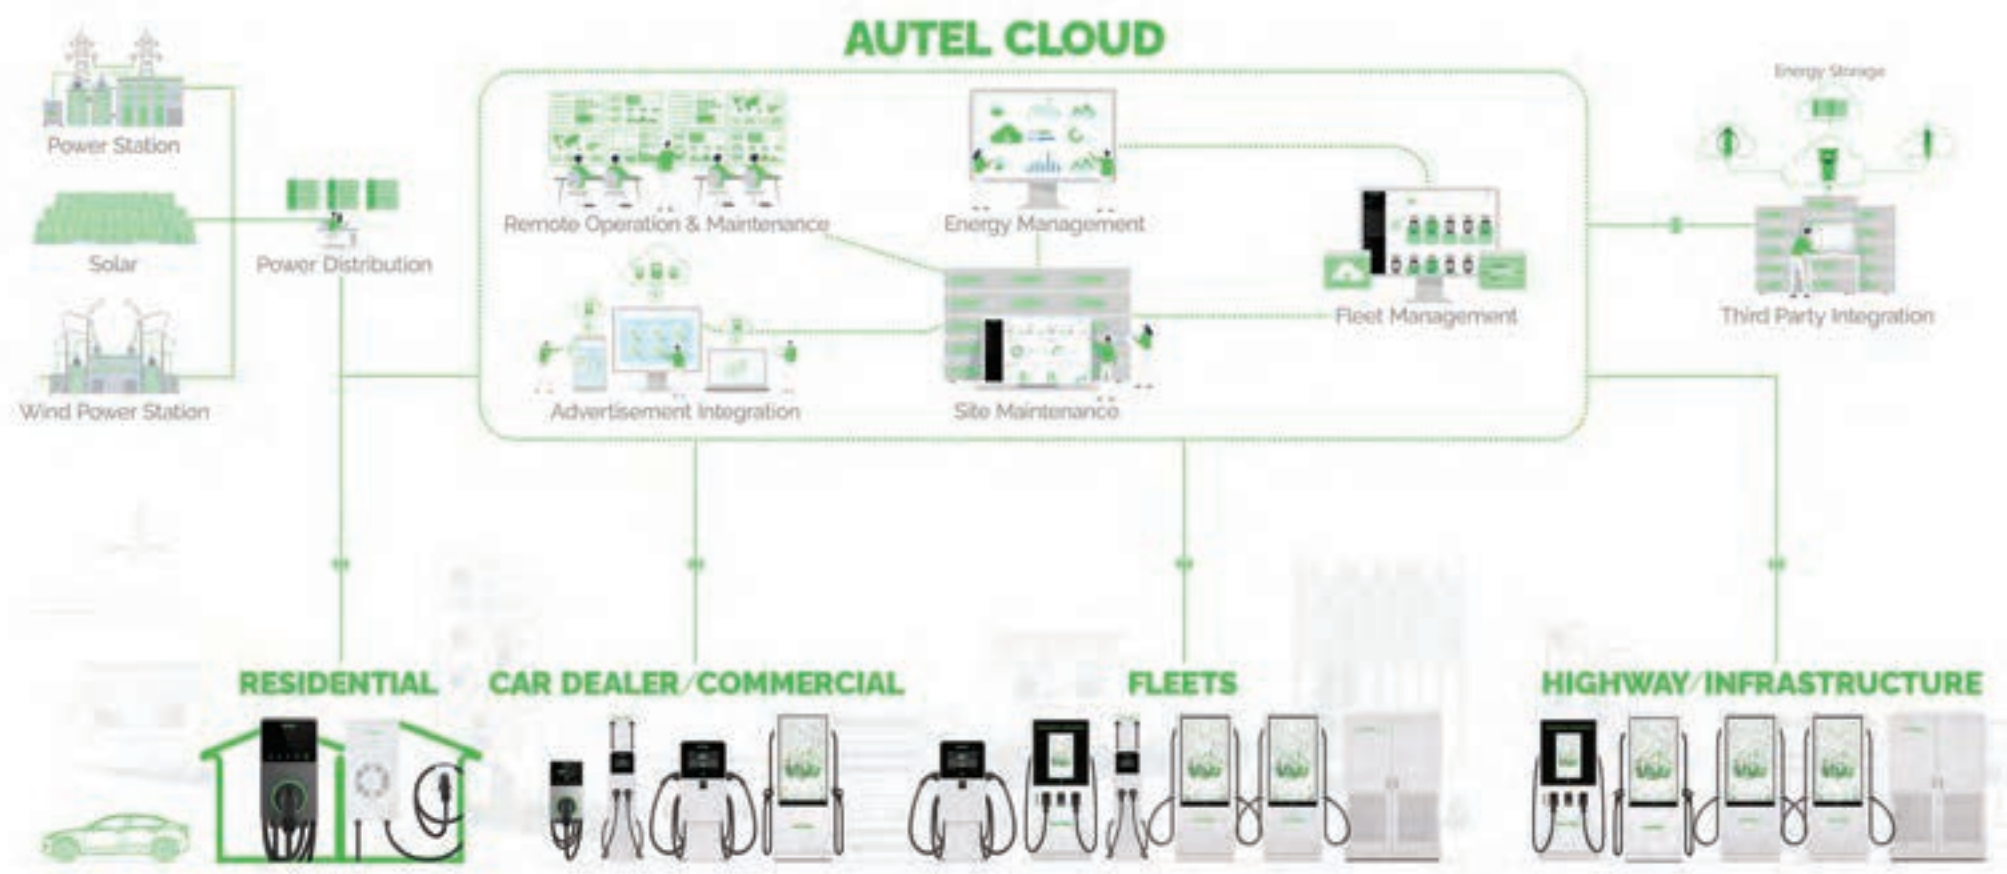 AUTEL CLOUD
Power Station
Solar
Wind Power Station
Power Distribution
Remote Operation & Maintenance
Energy Management
Advertisement Integration
Site Maintenance
Fleet Management
Energy Storage
Third Party Integration
RESIDENTIAL
CAR DEALER/COMMERCIAL
FLEETS
HIGHWAY/INFRASTRUCTURE